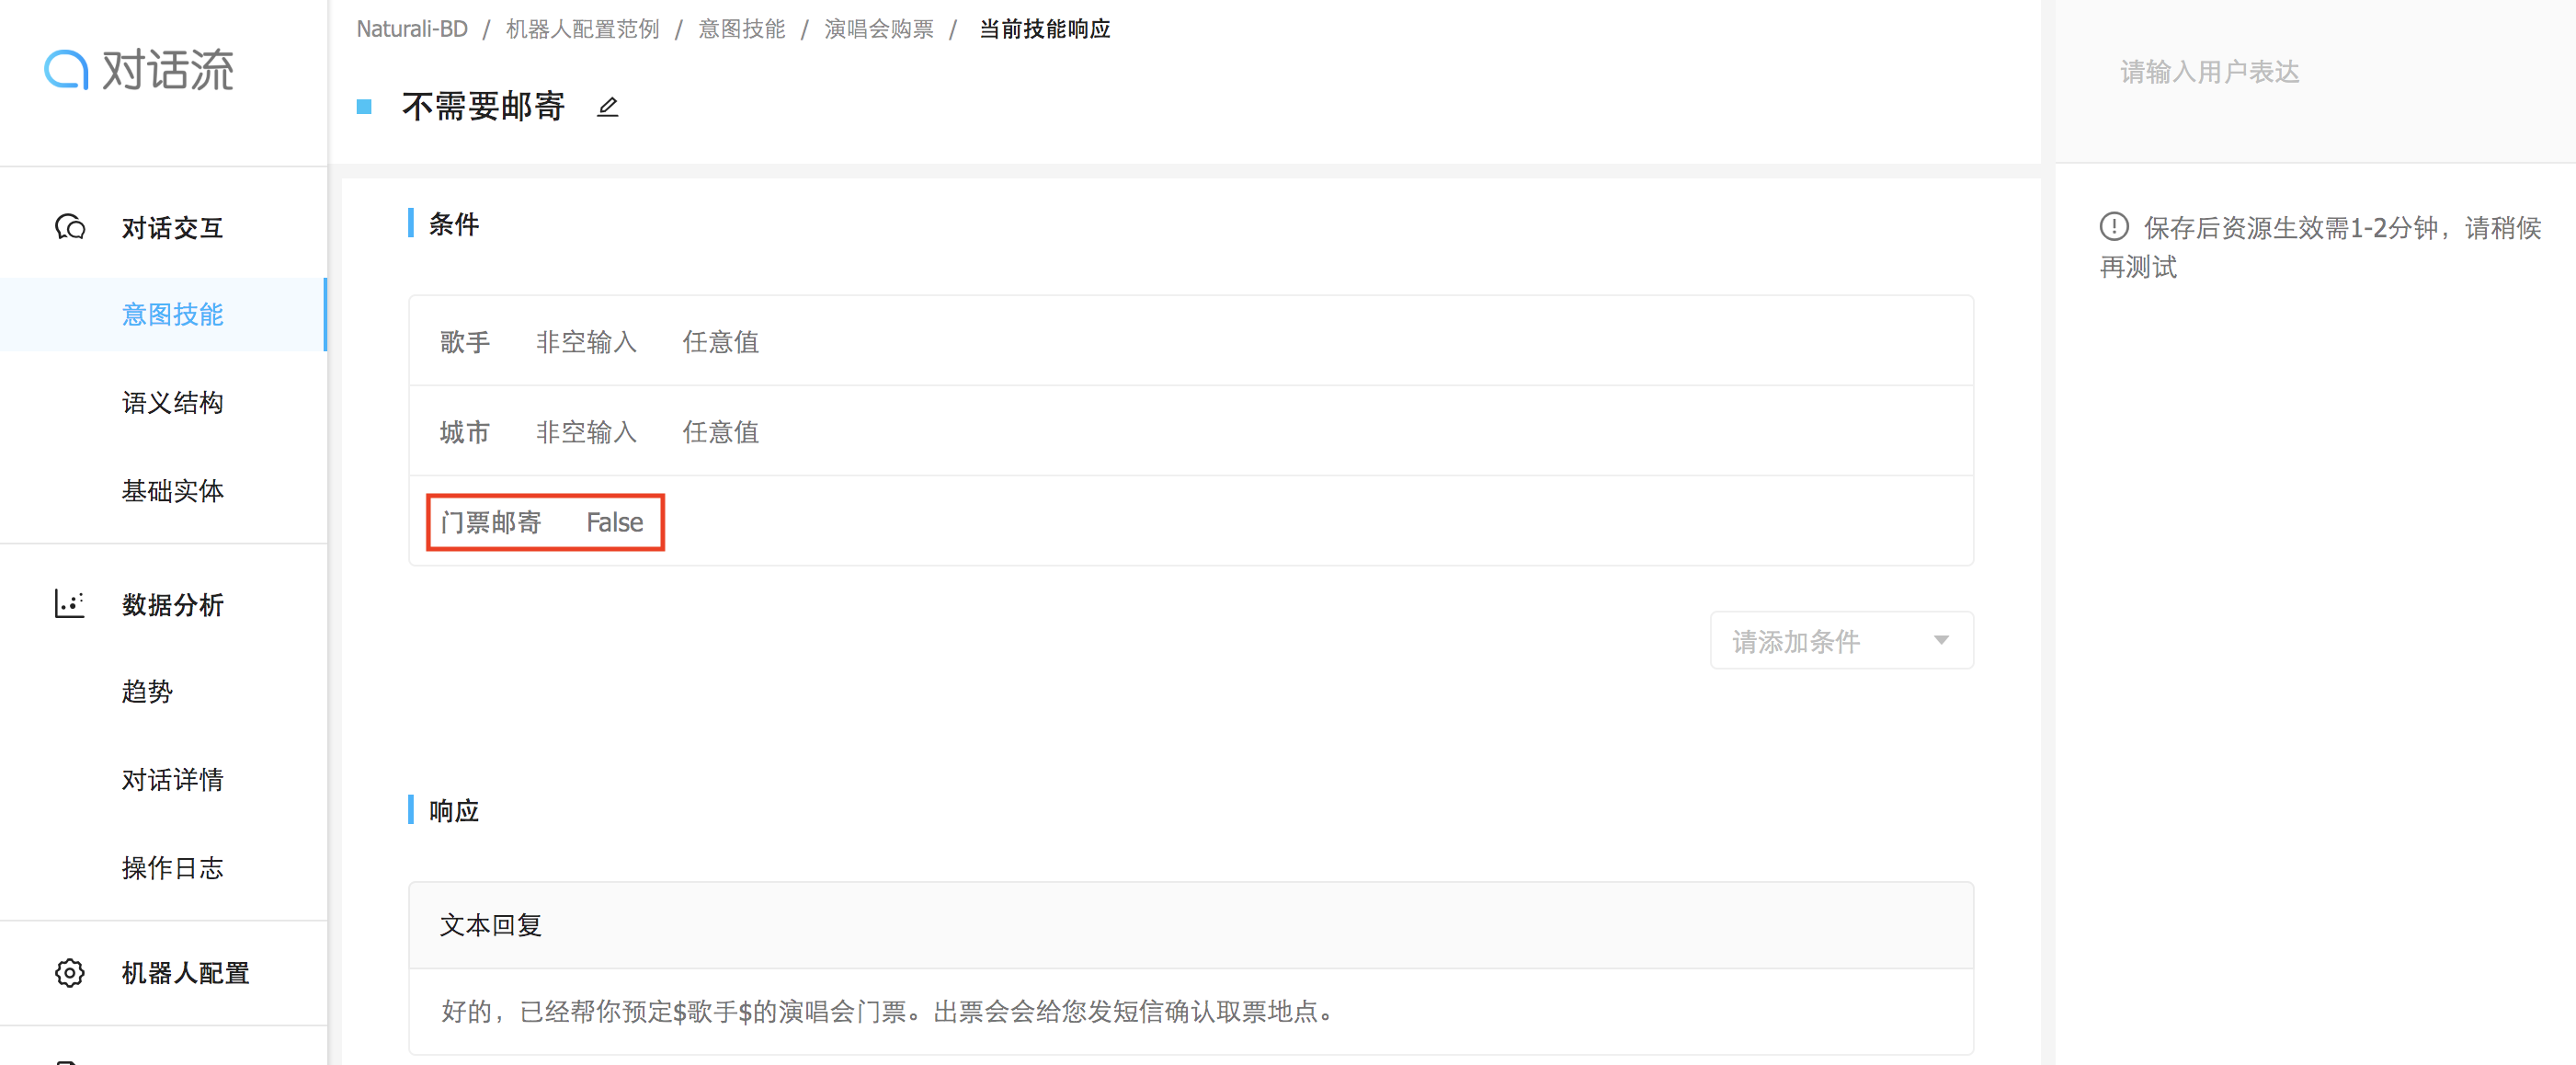 对话流
对话交互
意图技能
语义结构
基础实体
数据分析
趋势
对话详情
操作日志
机器人配置
Naturali-BD / 机器人配置范例 / 意图技能 / 演唱会购票 / 当前技能响应
不需要邮寄
条件
歌手 非空输入 任意值
城市 非空输入 任意值
门票邮寄 False
请添加条件
响应
文本回复
好的，已经帮你预定$歌手$的演唱会门票。出票会会给您发短信确认取票地点。
请输入用户表达
保存后资源生效需1-2分钟，请稍候
再测试